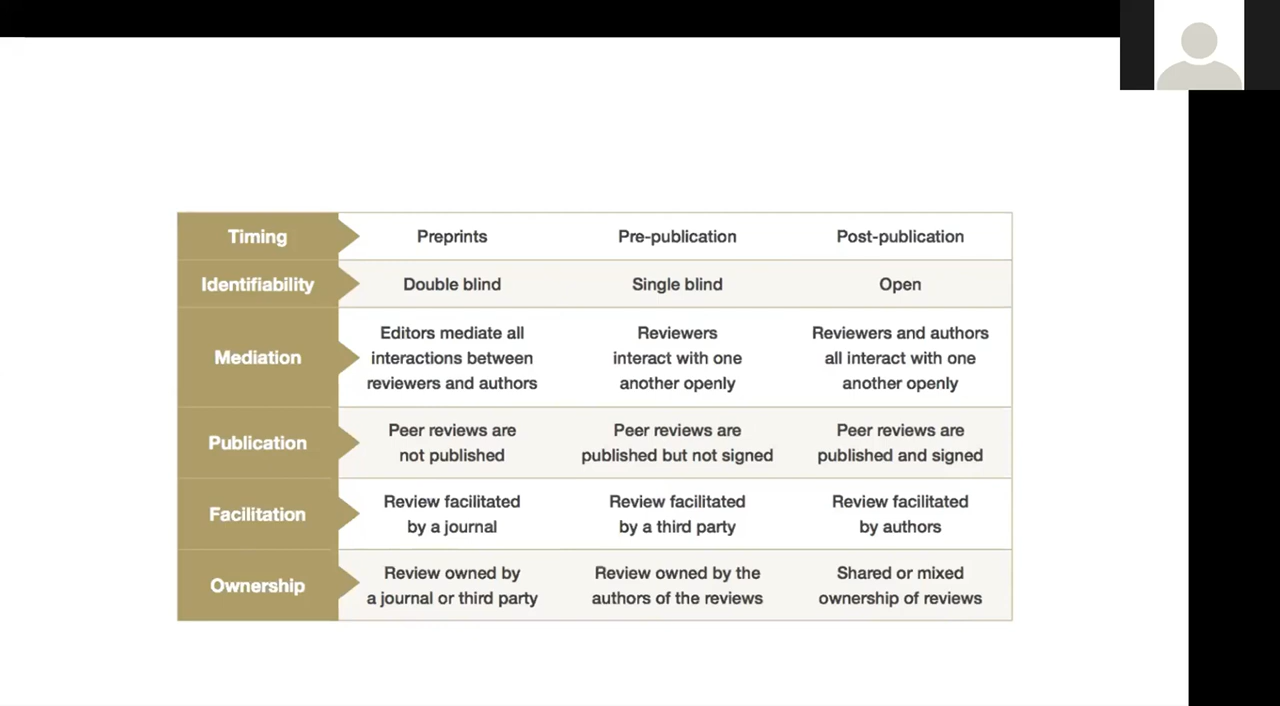 Timing
Preprints
Pre-publication
Post-publication
Identifiability
Double blind
Single blind
Open
Mediation
Editors mediate all
interactions between
reviewers and authors
Reviewers
interact with one
another openly
Reviewers and authors
all interact with one
another openly
Publication
Peer reviews are
not published
Peer reviews are
published but not signed
Peer reviews are
published and signed
Facilitation
Review facilitated
by a journal
Review facilitated
by a third party
Review facilitated
by authors
Ownership
Review owned by
a journal or third party
Review owned by the
authors of the reviews
Shared or mixed
ownership of reviews